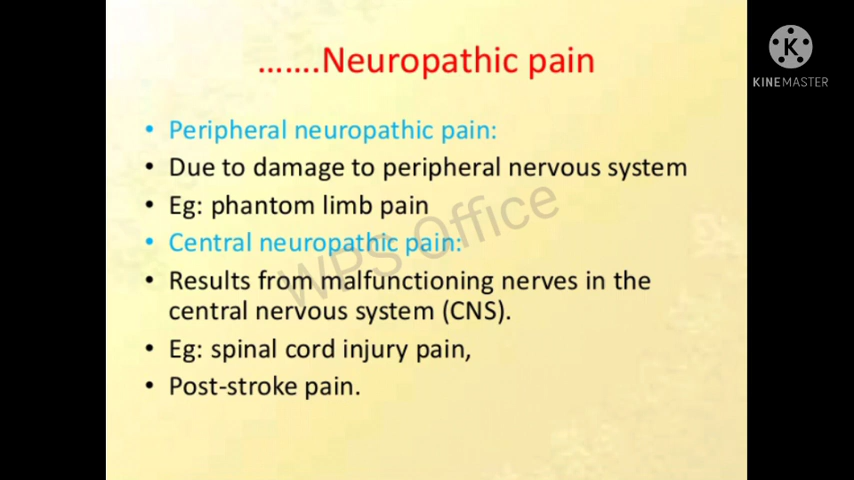 …….Neuropathic pain
• Peripheral neuropathic pain:
• Due to damage to peripheral nervous system
• Eg: phantom limb pain
• Central neuropathic pain:
• Results from malfunctioning nerves in the
central nervous system (CNS).
• Eg: spinal cord injury pain,
• Post-stroke pain.
WPS Office
K
KINEMASTER